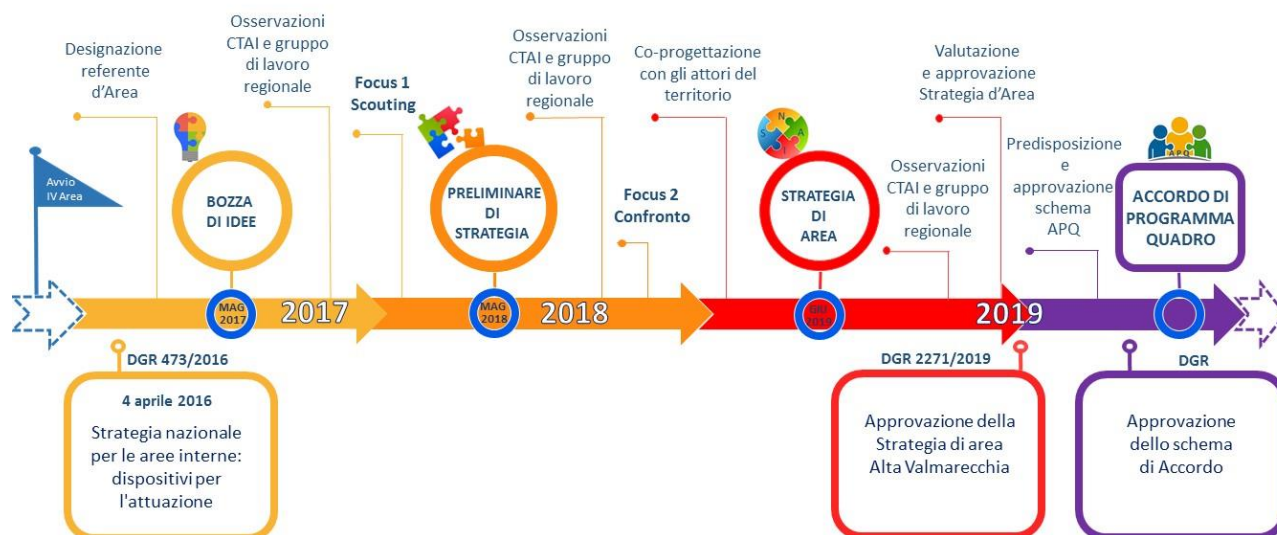 Designazione
referente
d'Area
Osservazioni
CTAI e gruppo
di lavoro
regionale
Focus 1
Scouting
Osservazioni
CTAI e gruppo
di lavoro
regionale
Co-progettazione
con gli attori del
territorio
Valutazione
e approvazione
Strategia d'Area
Avvio
IV Area
BOZZA
DI IDEE
PRELIMINARE
DI
STRATEGIA
Focus 2
Confronto
S N A I
STRATEGIA
DI
AREA
Osservazioni
CTAI e gruppo
di lavoro
regionale
Predisposizione
e
approvazione
schema
APQ
APQ
ACCORDO DI
PROGRAMMA
QUADRO
MAG
2017
2017
MAG
2018
2018
GIU
2019
2019
DGR 473/2016
4 aprile 2016
Strategia nazionale
per le aree interne:
dispositivi per
l'attuazione
DGR 2271/2019
Approvazione della
Strategia di area
Alta Valmarecchia
DGR
Approvazione
dello schema
di Accordo